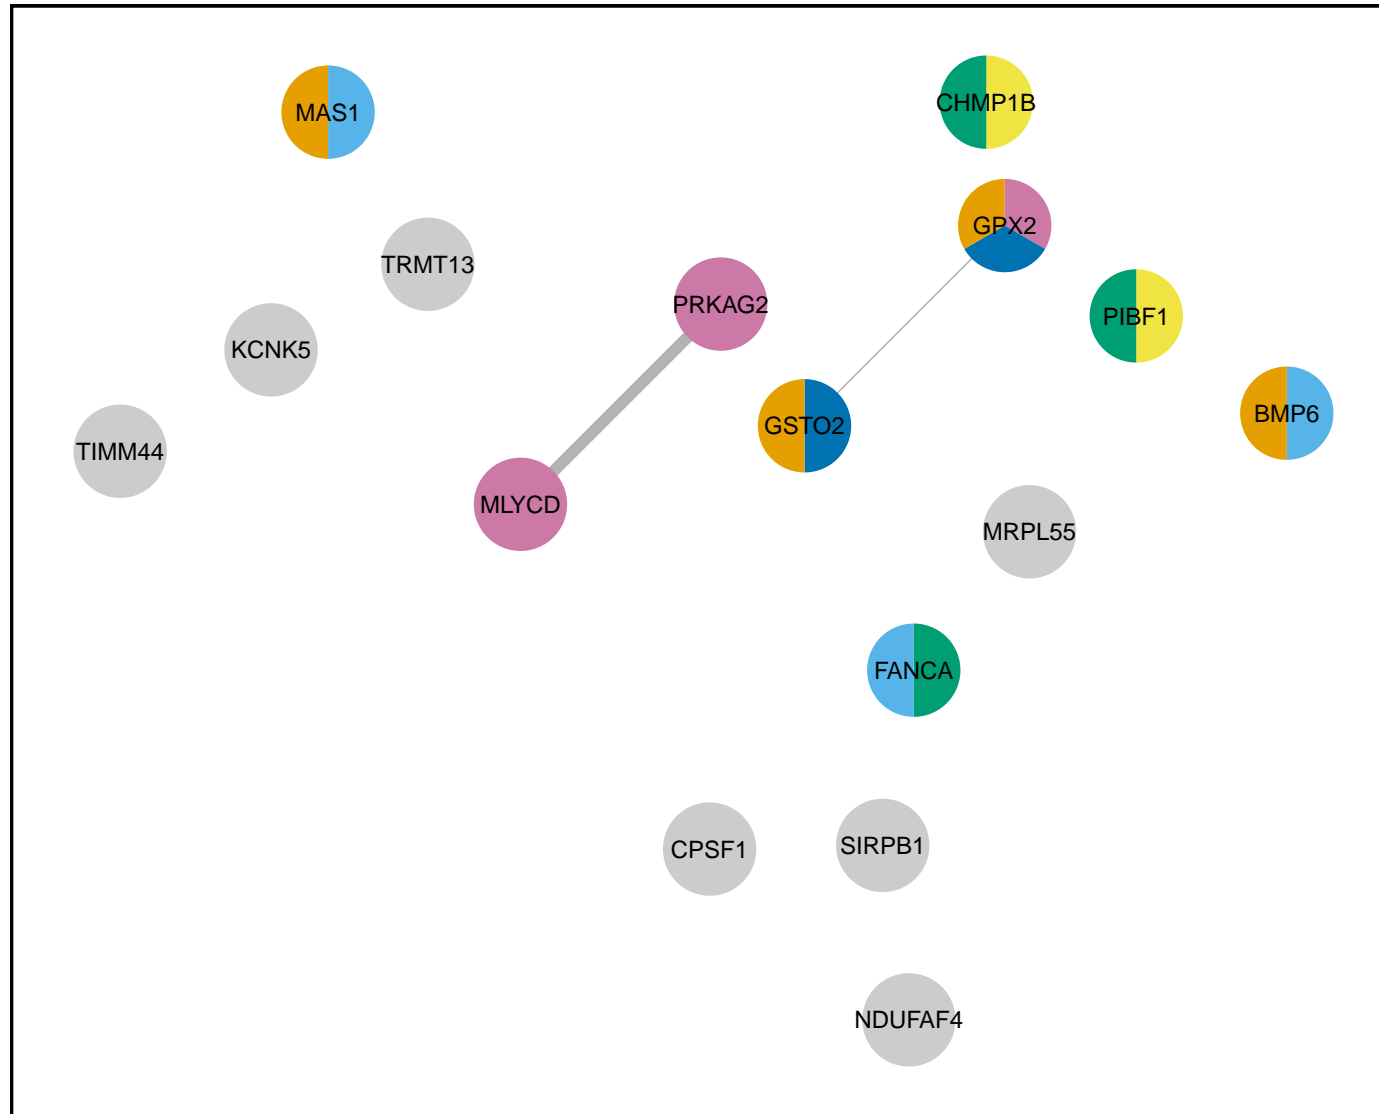 CHMP1B
MAS1
GPX2
TRMT13
PRKAG2
PIBF1
KCNK5
BMP6
GSTO2
TIMM44
MLYCD
MRPL55
FANCA
SIRPB1
CPSF1
NDUFAF4